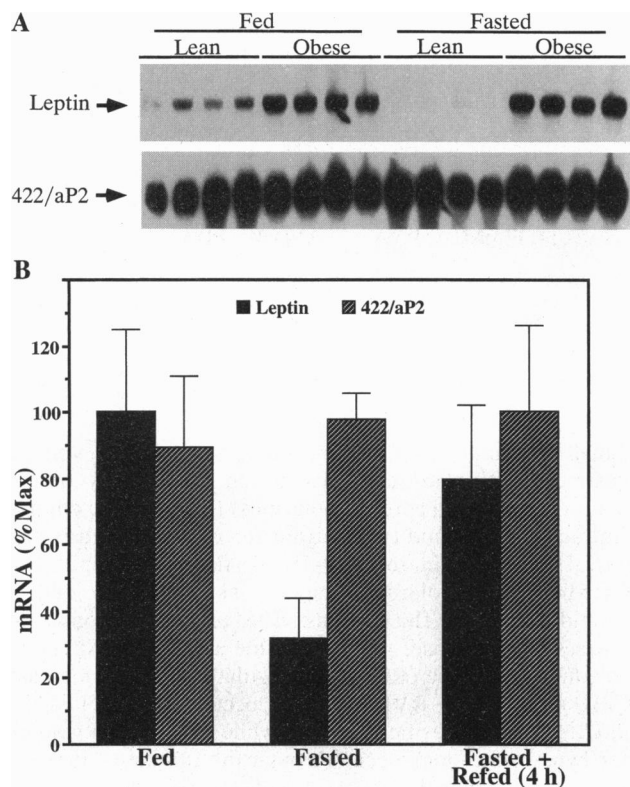 A
Fed Fasted
Lean Obese Lean Obese
Leptin
422/aP2
B
Leptin 422/aP2
mRNA (%Max)
120
100
80
60
40
20
0
Fed Fasted Fasted +
Refed (4 h)